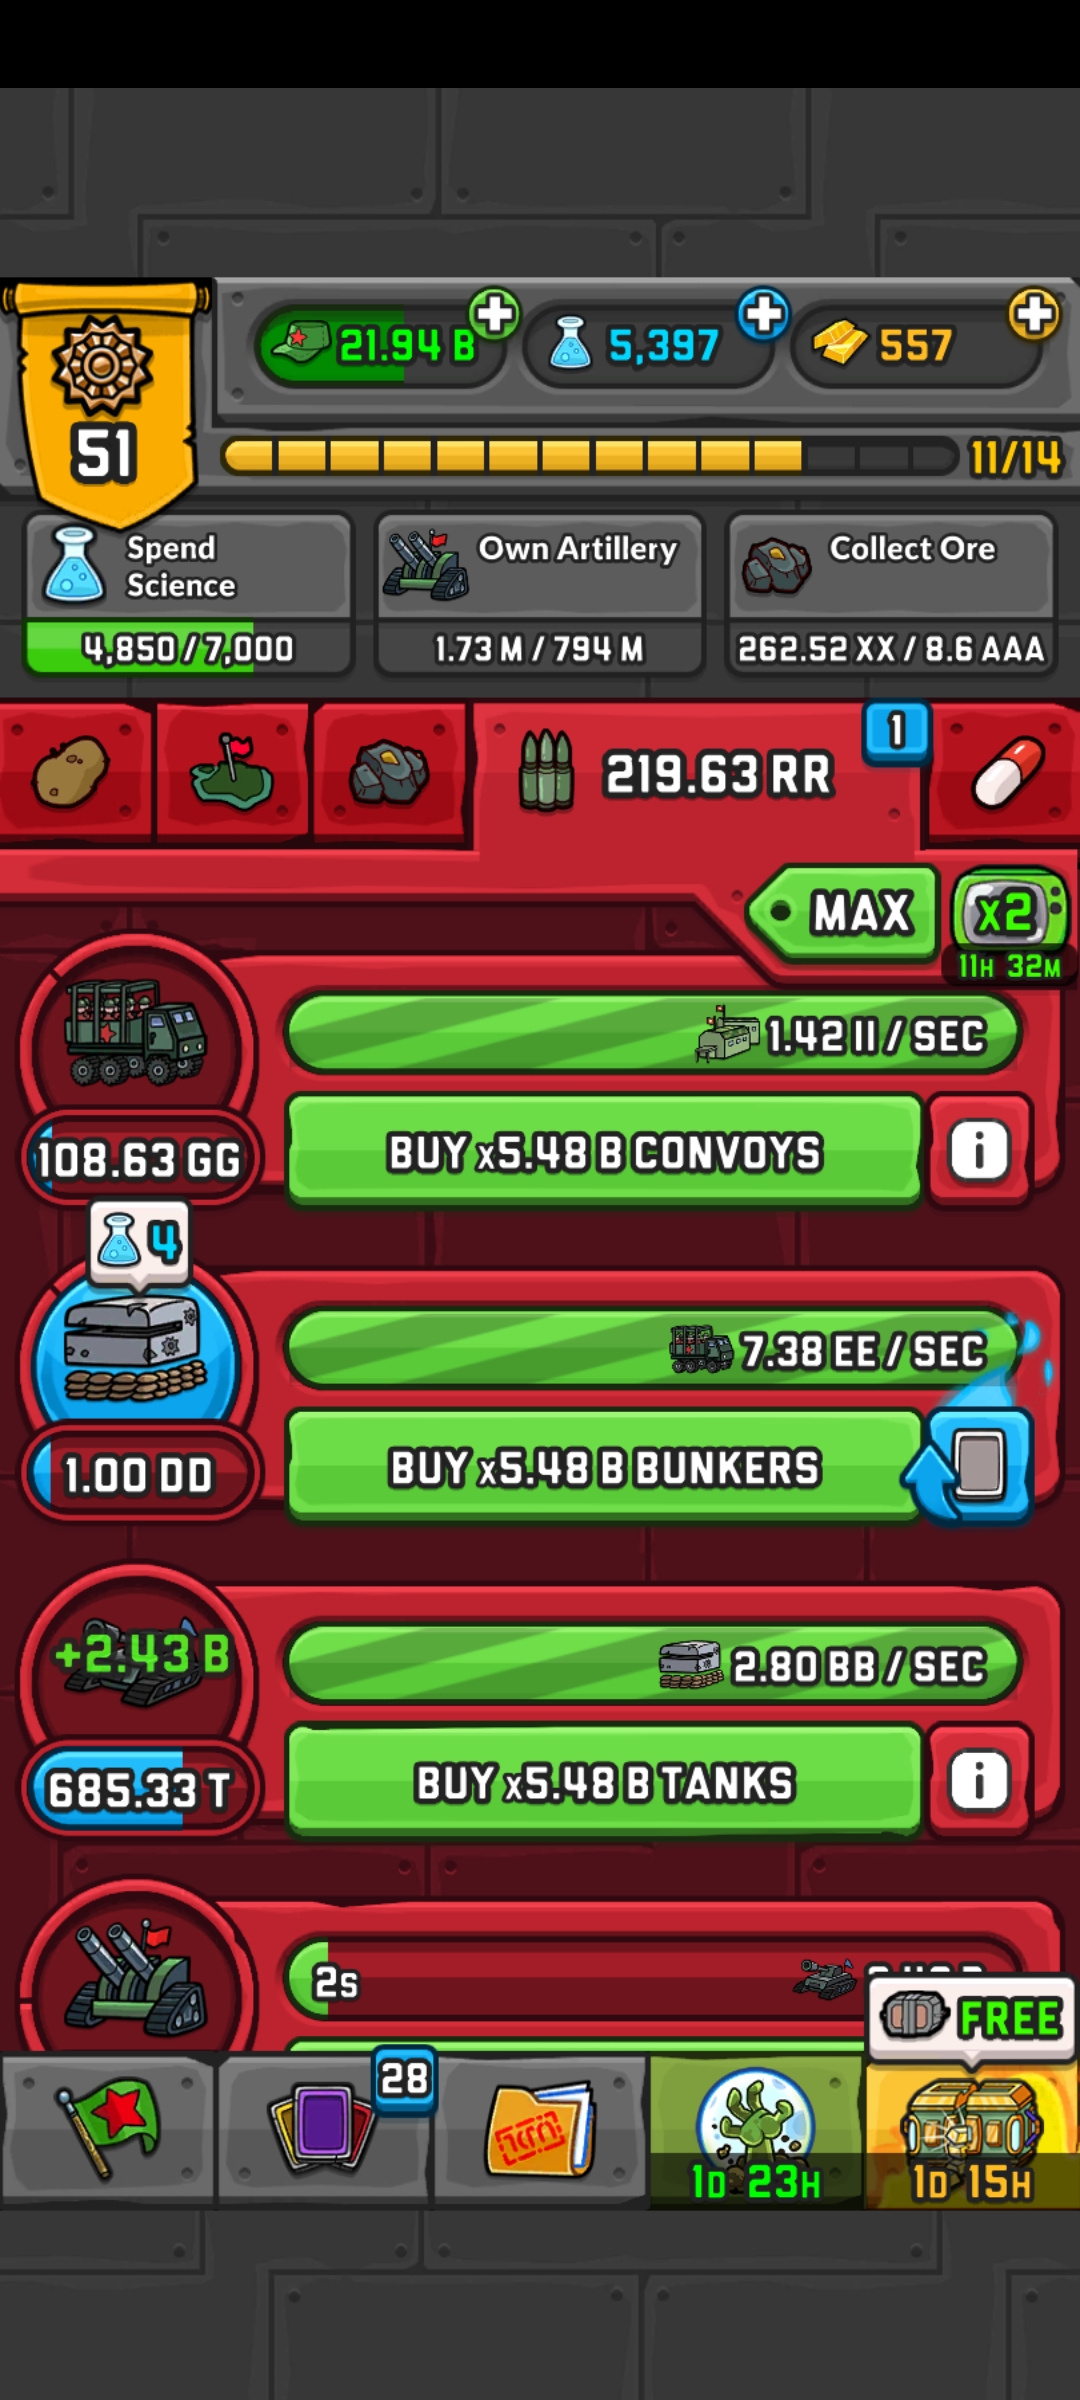 21.94 B
5,397
557
51
11/14
Spend
Science
4,850/7,000
Own Artillery
1.73 M / 794 M
Collect Ore
262.52 XX / 8.6 AAA
219.63 RR
1
MAX
x2
11H 32M
1.42 II / SEC
108.63 GG
BUY x5.48 B CONVOYS
i
4
7.38 EE / SEC
1.00 DD
BUY x5.48 B BUNKERS
+2.43 B
2.80 BB / SEC
685.33 T
BUY x5.48 B TANKS
i
2s
FREE
28
1D 23H
1D 15H